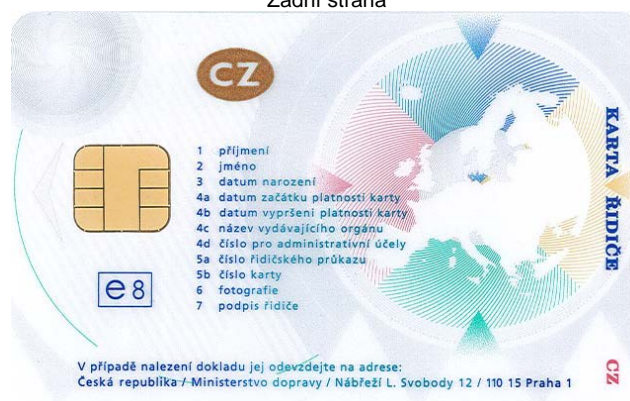 Zadní strana
CZ
1 příjmení
2 jméno
3 datum narození
4a datum začátku platnosti karty
4b datum vypršení platnosti karty
4c název vydávajícího orgánu
4d číslo pro administrativní účely
5a číslo řidičského průkazu
5b číslo karty
6 fotografie
7 podpis řidiče
e8
KARTA ŘIDIČE
CZ
V případě nalezení dokladu jej odevzdejte na adrese:
Česká republika / Ministerstvo dopravy / Nábřeží L. Svobody 12 / 110 15 Praha 1